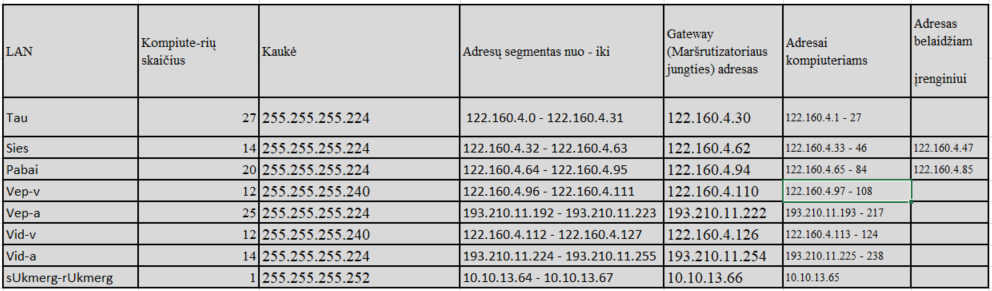 LAN
Kompiute-rių
skaičius
Kaukė
Adresų segmentas nuo - iki
Gateway
(Maršrutizatoriaus
jungties) adresas
Adresai
kompiuteriams
Adresas
belaidžiam
įrenginiui
Tau 27 255.255.255.224 122.160.4.0 - 122.160.4.31 122.160.4.30 122.160.4.1 - 27
Sies 14 255.255.255.224 122.160.4.32 - 122.160.4.63 122.160.4.62 122.160.4.33 - 46 122.160.4.47
Pabai 20 255.255.255.224 122.160.4.64 - 122.160.4.95 122.160.4.94 122.160.4.65 - 84 122.160.4.85
Vep-v 12 255.255.255.240 122.160.4.96 - 122.160.4.111 122.160.4.110 122.160.4.97 - 108
Vep-a 25 255.255.255.224 193.210.11.192 - 193.210.11.223 193.210.11.222 193.210.11.193 - 217
Vid-v 12 255.255.255.240 122.160.4.112 - 122.160.4.127 122.160.4.126 122.160.4.113 - 124
Vid-a 14 255.255.255.224 193.210.11.224 - 193.210.11.255 193.210.11.254 193.210.11.225 - 238
sUkmerg-rUkmerg 1 255.255.255.252 10.10.13.64 - 10.10.13.67 10.10.13.66 10.10.13.65